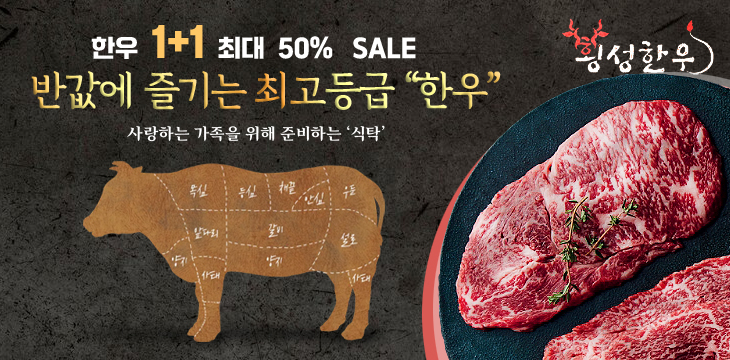 한우 1+1 최대 50% SALE
횡성한우
반값에 즐기는 최고등급 “한우”
사랑하는 가족을 위해 준비하는 ‘식탁’
목심 등심 채끝 안심 우둔
앞다리 갈비 설도
양지 양지
사태 사태